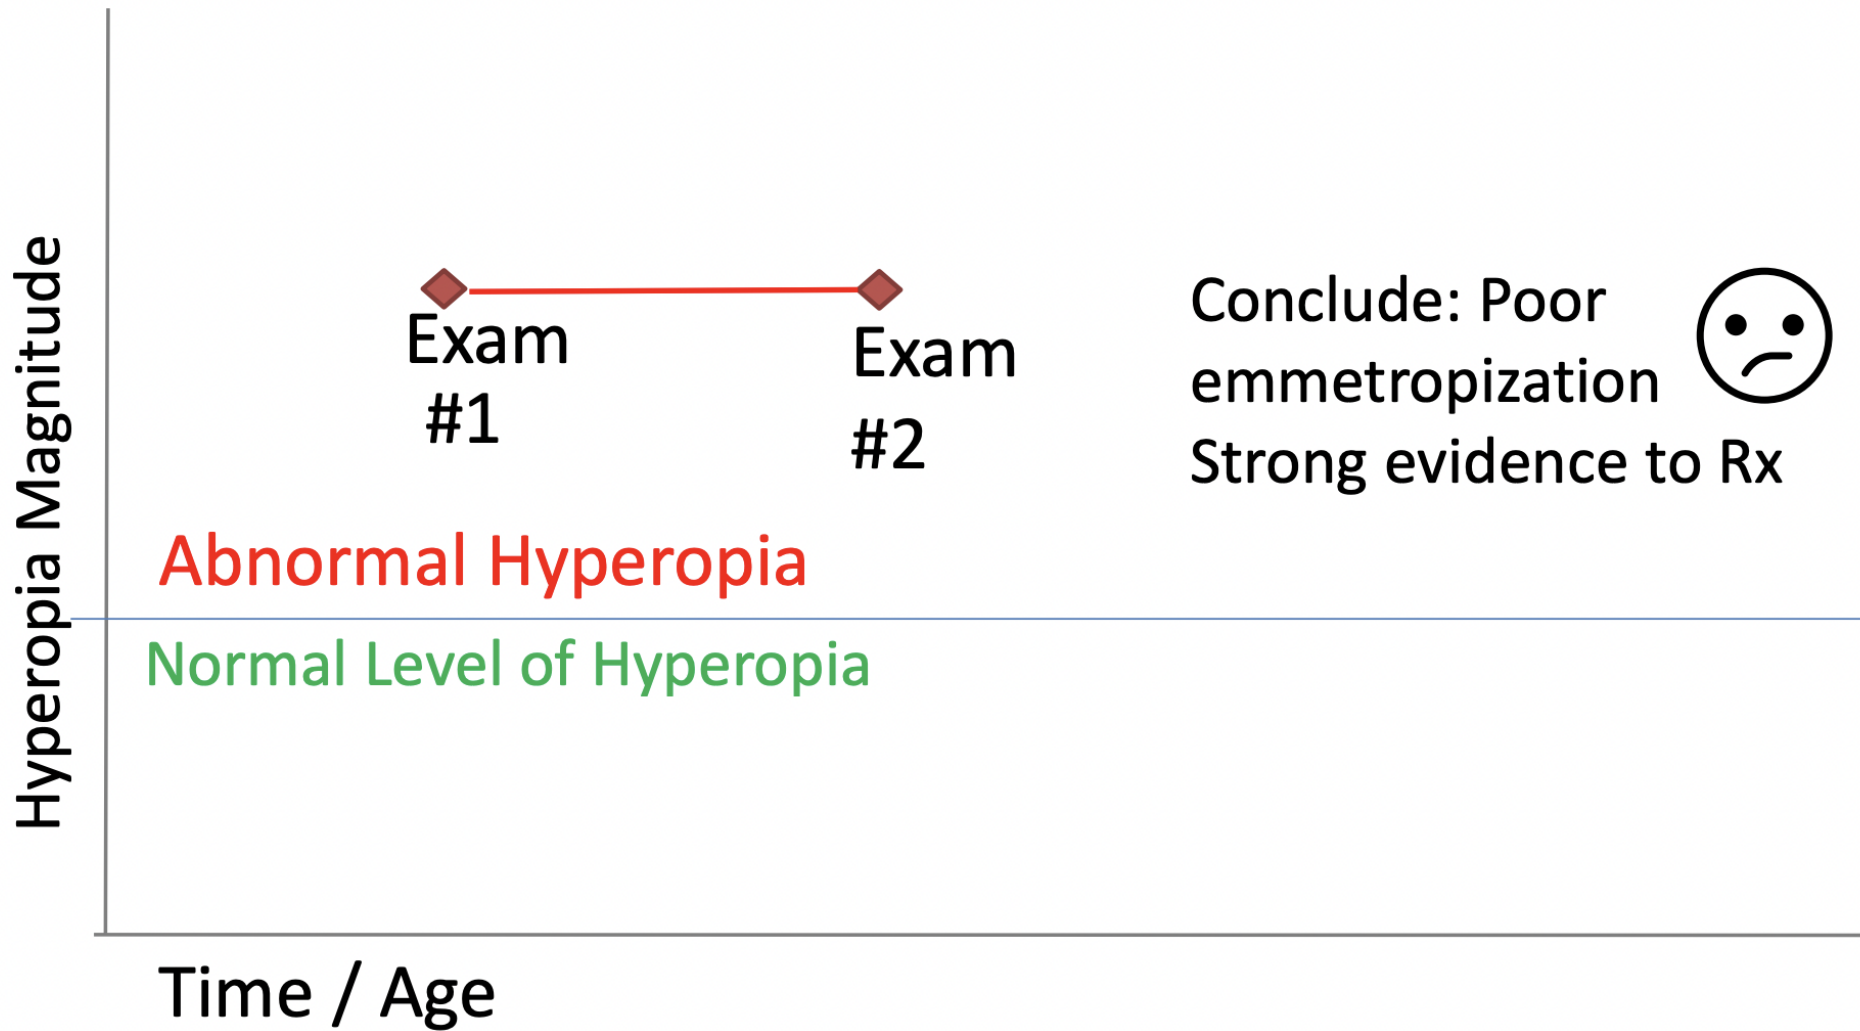 Hyperopia Magnitude
Exam
#1
Exam
#2
Conclude: Poor
emmetropization
Strong evidence to Rx
Abnormal Hyperopia
Normal Level of Hyperopia
Time / Age